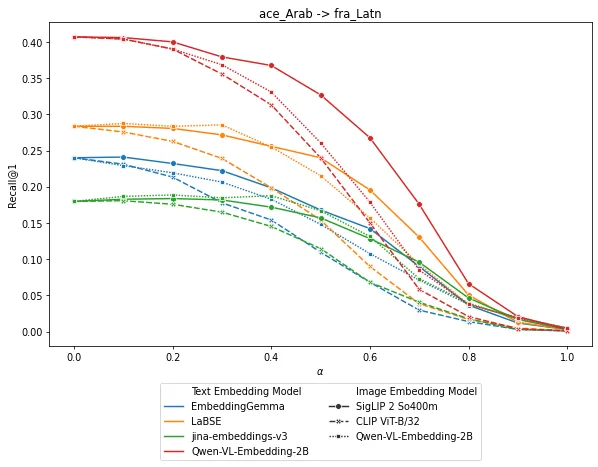 ace_Arab -> fra_Latn
0.40
0.35
0.30
0.25
0.20
0.15
0.10
0.05
0.00
Recall@1
0.0 0.2 0.4 0.6 0.8 1.0
α
Text Embedding Model Image Embedding Model
EmbeddingGemma SigLIP 2 So400m
LaBSE CLIP ViT-B/32
jina-embeddings-v3 Qwen-VL-Embedding-2B
Qwen-VL-Embedding-2B